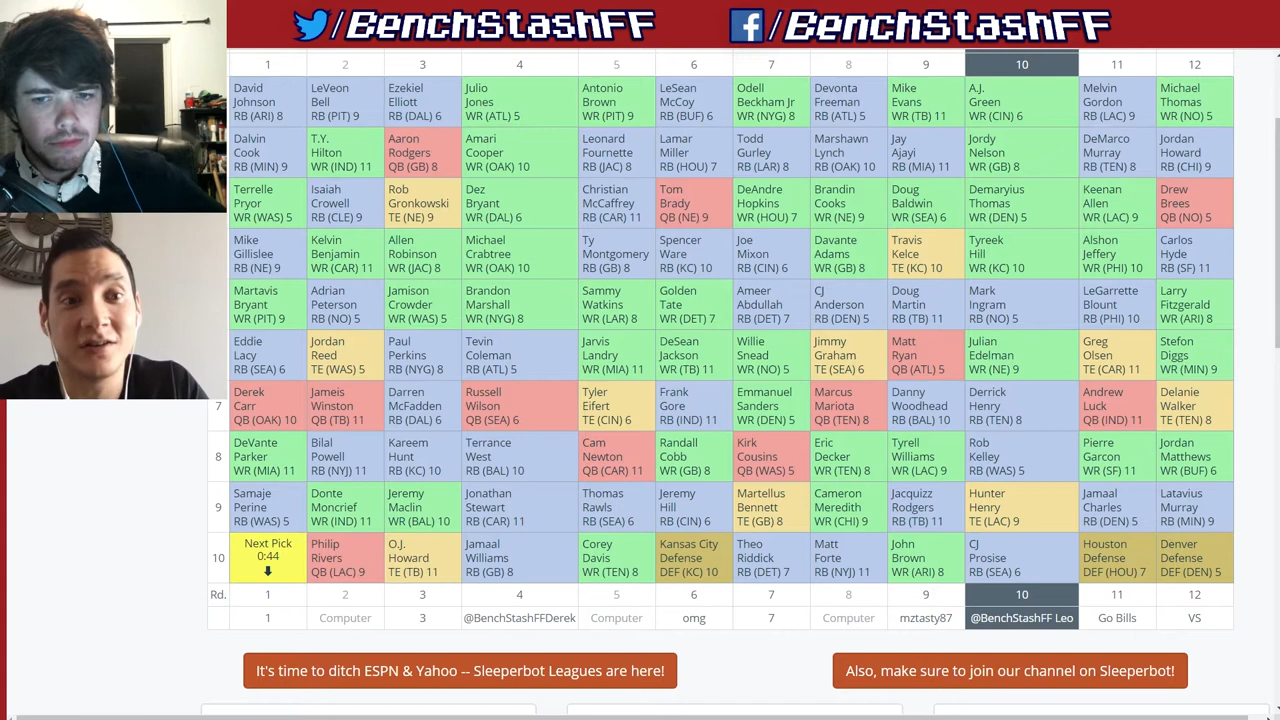 /BenchStashFF /BenchStashFF
1 2 3 4 5 6 7 8 9 10 11 12
David Johnson RB (ARI) 8
LeVeon Bell RB (PIT) 9
Ezekiel Elliott RB (DAL) 6
Julio Jones WR (ATL) 5
Antonio Brown WR (PIT) 9
LeSean McCoy RB (BUF) 6
Odell Beckham Jr WR (NYG) 8
Devonta Freeman RB (ATL) 5
Mike Evans WR (TB) 11
A.J. Green WR (CIN) 6
Melvin Gordon RB (LAC) 9
Michael Thomas WR (NO) 5
Dalvin Cook RB (MIN) 9
T.Y. Hilton WR (IND) 11
Aaron Rodgers QB (GB) 8
Amari Cooper WR (OAK) 10
Leonard Fournette RB (JAC) 8
Lamar Miller RB (HOU) 7
Todd Gurley RB (LAR) 8
Marshawn Lynch RB (OAK) 10
Jay Ajayi RB (MIA) 11
Jordy Nelson WR (GB) 8
DeMarco Murray RB (TEN) 8
Jordan Howard RB (CHI) 9
Terrelle Pryor WR (WAS) 5
Isaiah Crowell RB (CLE) 9
Rob Gronkowski TE (NE) 9
Dez Bryant WR (DAL) 6
Christian McCaffrey RB (CAR) 11
Tom Brady QB (NE) 9
DeAndre Hopkins WR (HOU) 7
Brandin Cooks WR (NE) 9
Doug Baldwin WR (SEA) 6
Demaryius Thomas WR (DEN) 5
Keenan Allen WR (LAC) 9
Drew Brees QB (NO) 5
Mike Gillislee RB (NE) 9
Kelvin Benjamin WR (CAR) 11
Allen Robinson WR (JAC) 8
Michael Crabtree WR (OAK) 10
Ty Montgomery RB (GB) 8
Spencer Ware RB (KC) 10
Joe Mixon RB (CIN) 6
Davante Adams WR (GB) 8
Travis Kelce TE (KC) 10
Tyreek Hill WR (KC) 10
Alshon Jeffery WR (PHI) 10
Carlos Hyde RB (SF) 11
Martavis Bryant WR (PIT) 9
Adrian Peterson RB (NO) 5
Jamison Crowder WR (WAS) 5
Brandon Marshall WR (NYG) 8
Sammy Watkins WR (LAR) 8
Golden Tate WR (DET) 7
Ameer Abdullah RB (DET) 7
CJ Anderson RB (DEN) 5
Doug Martin RB (TB) 11
Mark Ingram RB (NO) 5
LeGarrette Blount RB (PHI) 10
Larry Fitzgerald WR (ARI) 8
Eddie Lacy RB (SEA) 6
Jordan Reed TE (WAS) 5
Paul Perkins RB (NYG) 8
Tevin Coleman RB (ATL) 5
Jarvis Landry WR (MIA) 11
DeSean Jackson WR (TB) 11
Willie Snead WR (NO) 5
Jimmy Graham TE (SEA) 6
Matt Ryan QB (ATL) 5
Julian Edelman WR (NE) 9
Greg Olsen TE (CAR) 11
Stefon Diggs WR (MIN) 9
7
Derek Carr QB (OAK) 10
Jameis Winston QB (TB) 11
Darren McFadden RB (DAL) 6
Russell Wilson QB (SEA) 6
Tyler Eifert TE (CIN) 6
Frank Gore RB (IND) 11
Emmanuel Sanders WR (DEN) 5
Marcus Mariota QB (TEN) 8
Danny Woodhead RB (BAL) 10
Derrick Henry RB (TEN) 8
Andrew Luck QB (IND) 11
Delanie Walker TE (TEN) 8
8
DeVante Parker WR (MIA) 11
Bilal Powell RB (NYJ) 11
Kareem Hunt RB (KC) 10
Terrance West RB (BAL) 10
Cam Newton QB (CAR) 11
Randall Cobb WR (GB) 8
Kirk Cousins QB (WAS) 5
Eric Decker WR (TEN) 8
Tyrell Williams WR (LAC) 9
Rob Kelley RB (WAS) 5
Pierre Garcon WR (SF) 11
Jordan Matthews WR (BUF) 6
9
Samaje Perine RB (WAS) 5
Donte Moncrief WR (IND) 11
Jeremy Maclin WR (BAL) 10
Jonathan Stewart RB (CAR) 11
Thomas Rawls RB (SEA) 6
Jeremy Hill RB (CIN) 6
Martellus Bennett TE (GB) 8
Cameron Meredith WR (CHI) 9
Jacquizz Rodgers RB (TB) 11
Hunter Henry TE (LAC) 9
Jamaal Charles RB (DEN) 5
Latavius Murray RB (MIN) 9
10
Next Pick 0:44
Philip Rivers QB (LAC) 9
O.J. Howard TE (TB) 11
Jamaal Williams RB (GB) 8
Corey Davis WR (TEN) 8
Kansas City Defense DEF (KC) 10
Theo Riddick RB (DET) 7
Matt Forte RB (NYJ) 11
John Brown WR (ARI) 8
CJ Prosise RB (SEA) 6
Houston Defense DEF (HOU) 7
Denver Defense DEF (DEN) 5
Rd. 1 2 3 4 5 6 7 8 9 10 11 12
1 Computer 3 @BenchStashFFDerek Computer omg 7 Computer mztasty87 @BenchStashFF Leo Go Bills VS
It's time to ditch ESPN & Yahoo -- Sleeperbot Leagues are here!
Also, make sure to join our channel on Sleeperbot!